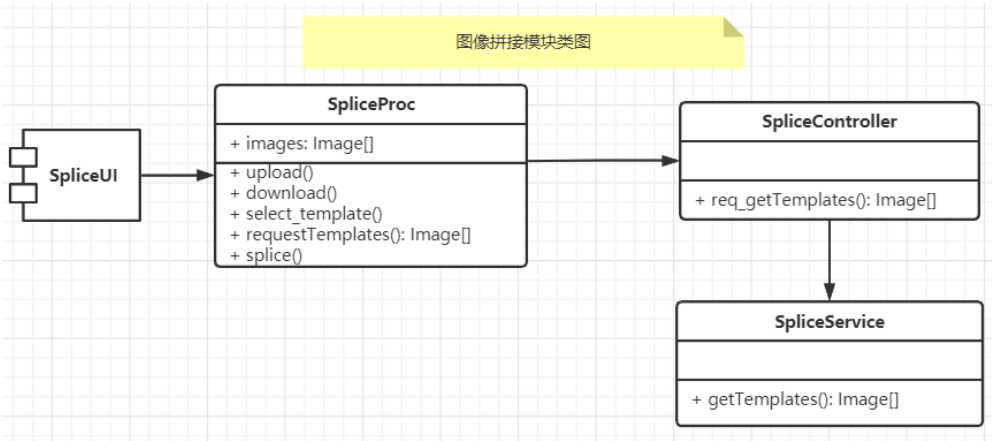 图像拼接模块类图
SpliceUI
SpliceProc
+ images: Image[]
+ upload()
+ download()
+ select_template()
+ requestTemplates(): Image[]
+ splice()
SpliceController
+ req_getTemplates(): Image[]
SpliceService
+ getTemplates(): Image[]